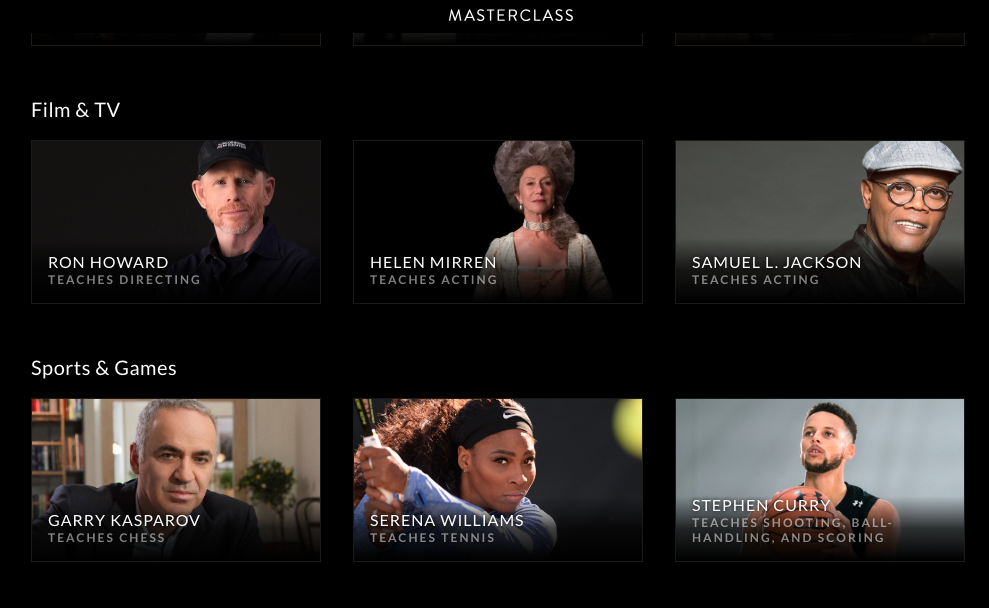 MASTERCLASS
Film & TV
RON HOWARD
TEACHES DIRECTING
HELEN MIRREN
TEACHES ACTING
SAMUEL L. JACKSON
TEACHES ACTING
Sports & Games
GARRY KASPAROV
TEACHES CHESS
SERENA WILLIAMS
TEACHES TENNIS
STEPHEN CURRY
TEACHES SHOOTING, BALL-
HANDLING, AND SCORING